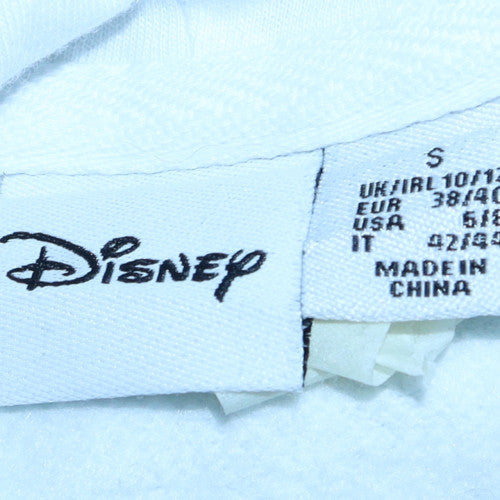 Disney
S
UK/IRL 10/12
EUR 38/40
USA 6/8
IT 42/44
MADE IN
CHINA